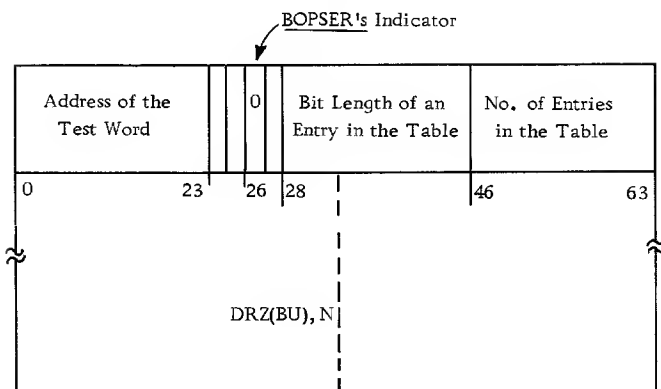 BOPSER's Indicator
Address of the
Test Word
0
Bit Length of an
Entry in the Table
No. of Entries
in the Table
0 23 26 28 46 63
DRZ(BU), N